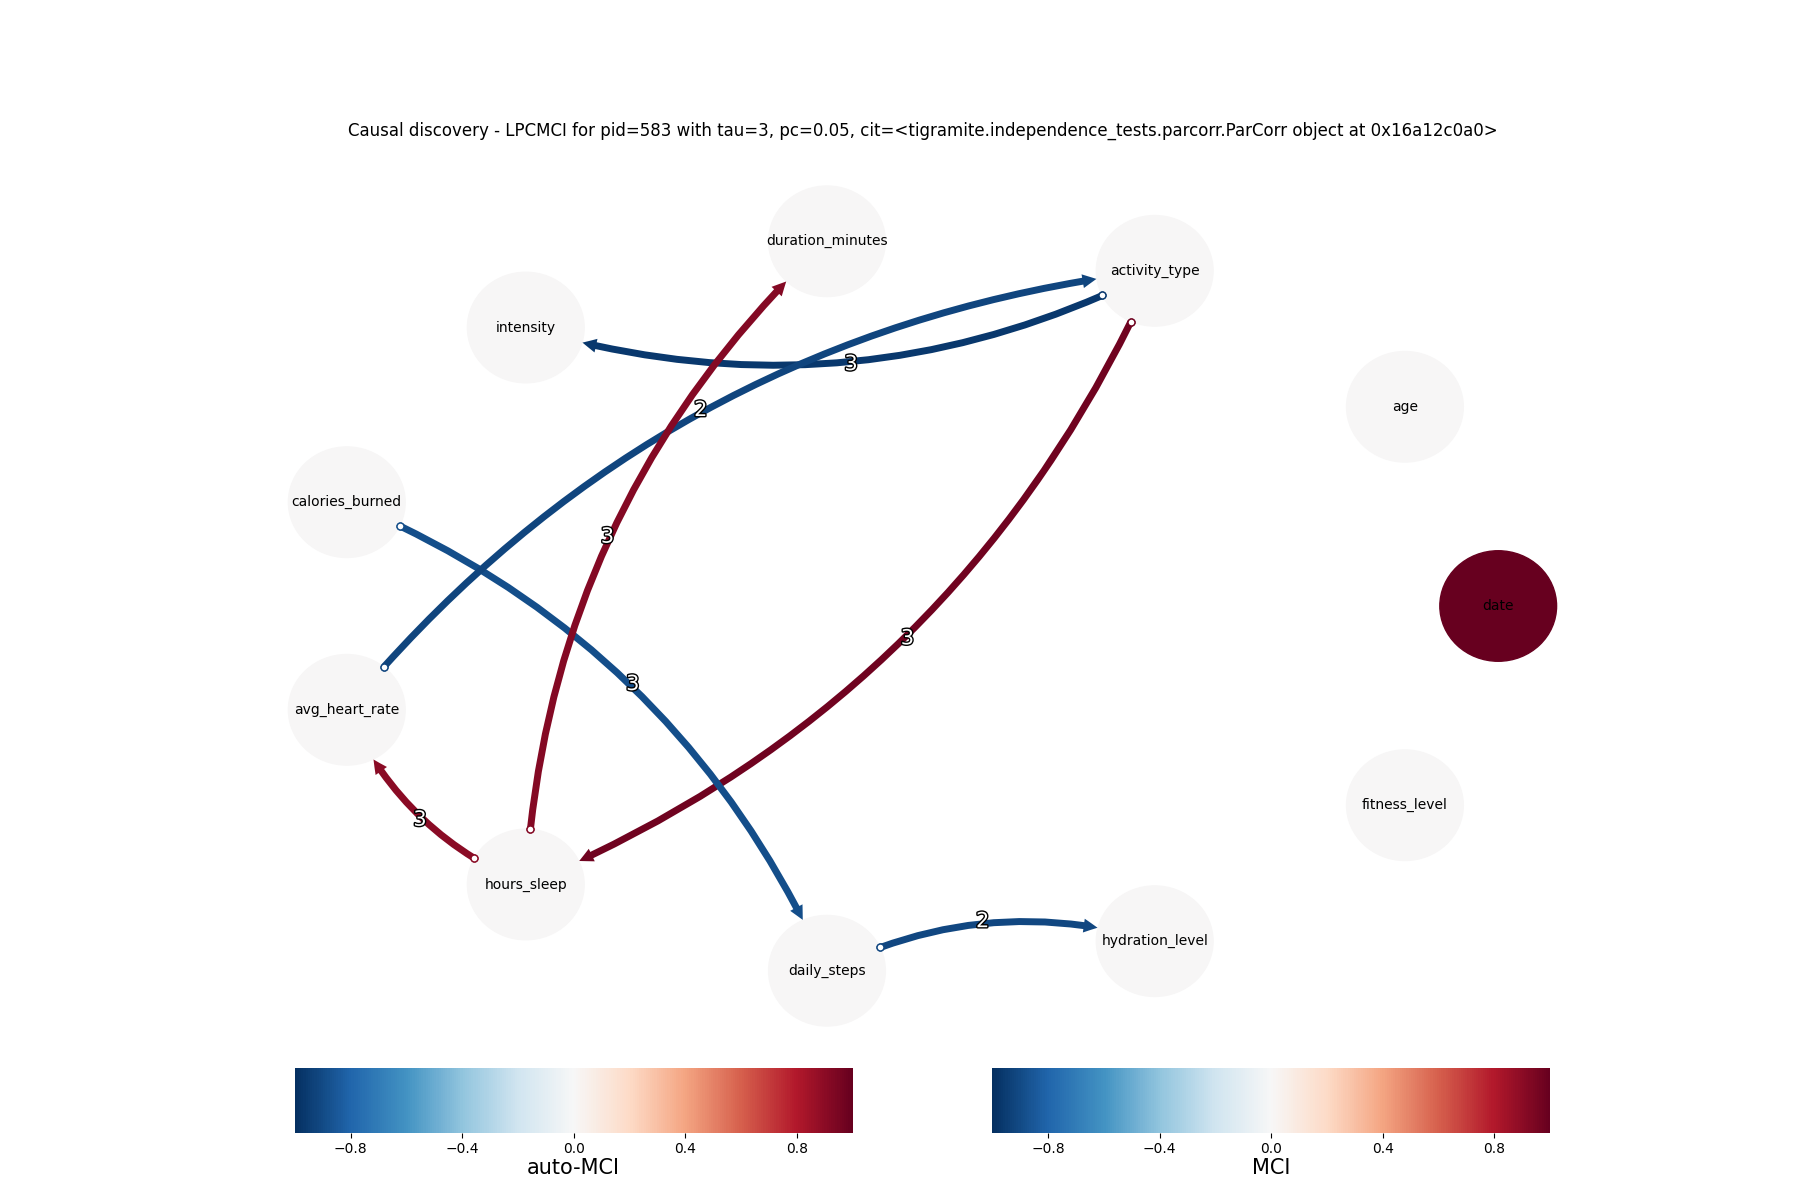 Causal discovery - LPCMCI for pid=583 with tau=3, pc=0.05, cit=<tigramite.independence_tests.parcorr.ParCorr object at 0x16a12c0a0>
duration_minutes
activity_type
intensity
3
age
2
calories_burned
3
date
3
3
avg_heart_rate
fitness_level
3
hours_sleep
2
hydration_level
daily_steps
−0.8 −0.4 0.0 0.4 0.8
auto-MCI
−0.8 −0.4 0.0 0.4 0.8
MCI